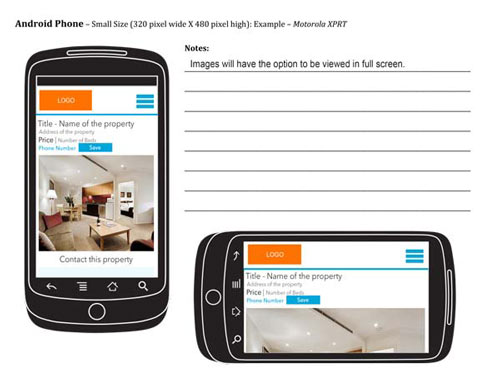 Android Phone – Small Size (320 pixel wide X 480 pixel high): Example – Motorola XPRT
Notes:
Images will have the option to be viewed in full screen.
LOGO
Title - Name of the property
Address of the property
Price | Number of Beds
Phone Number Save
Contact this property
LOGO
Title - Name of the property
Address of the property
Price | Number of Beds
Phone Number Save